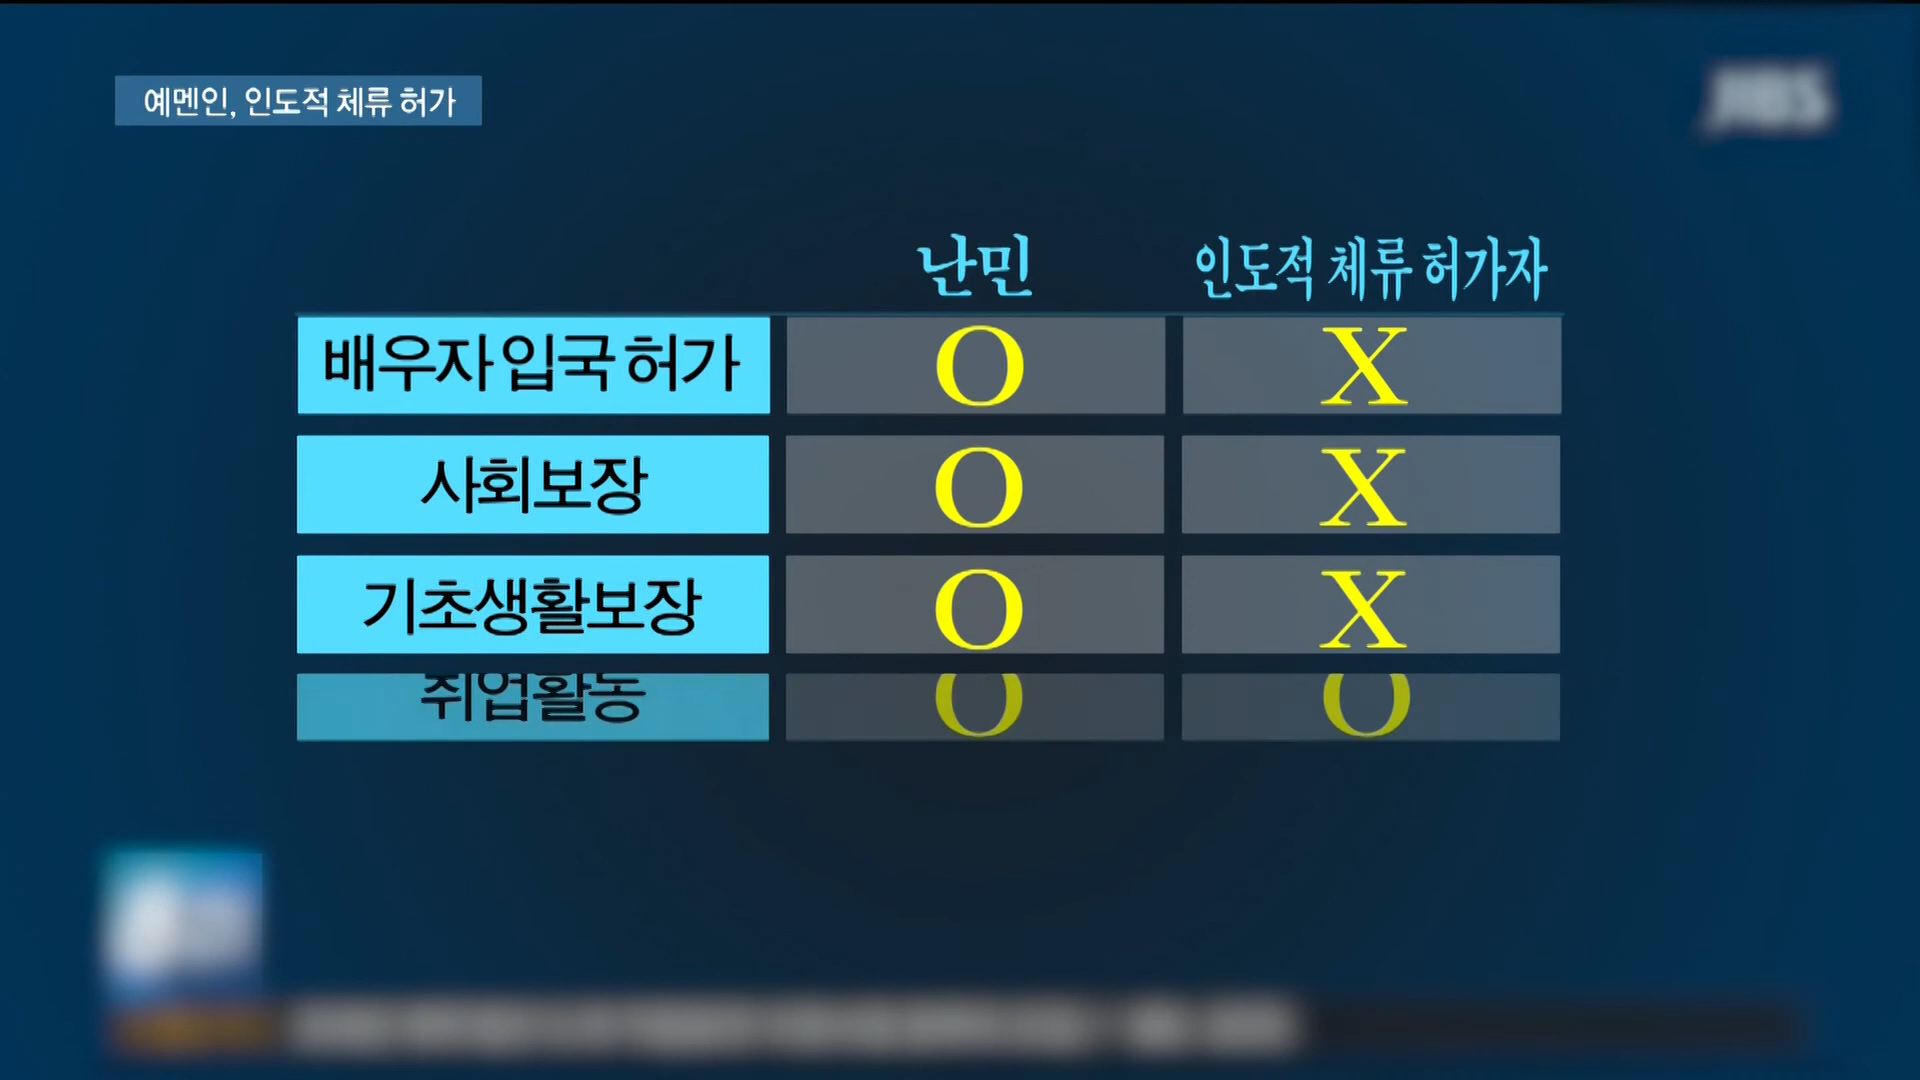 예멘인, 인도적 체류 허가
JIBS
난민 인도적 체류 허가자
배우자 입국 허가 O X
사회보장 O X
기초생활보장 O X
취업활동 O O